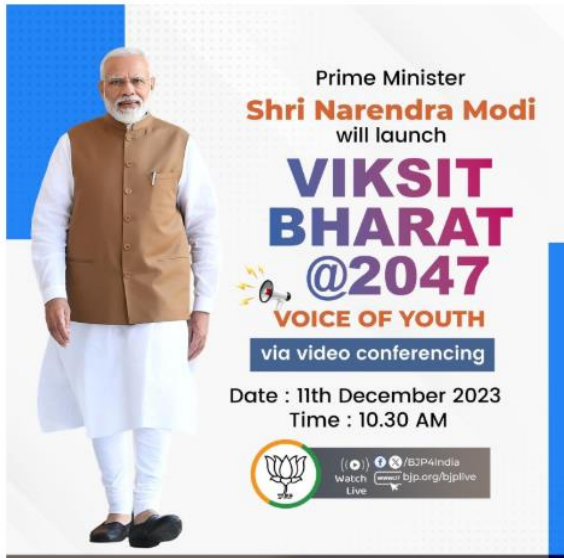 Prime Minister
Shri Narendra Modi
will launch
VIKSIT
BHARAT
@2047
VOICE OF YOUTH
via video conferencing
Date : 11th December 2023
Time : 10.30 AM
((●)) f X /BJP4India
Watch Live www. bjp.org/bjplive